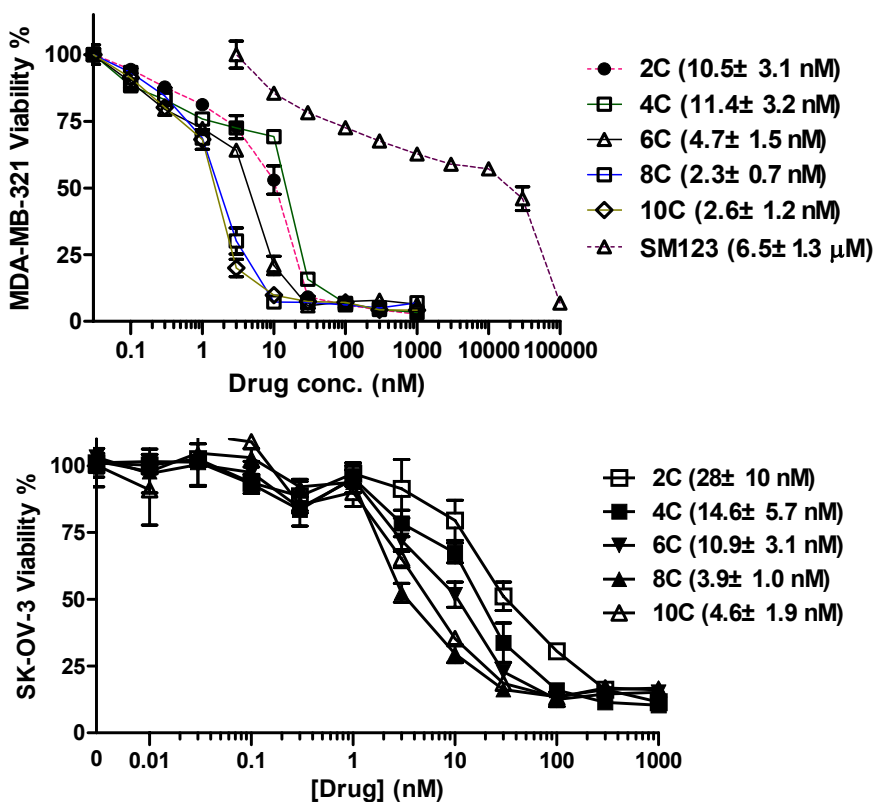 MDA-MB-321 Viability %
100
75
50
25
0
0.1 1 10 100 1000 10000 100000
Drug conc. (nM)
2C (10.5± 3.1 nM)
4C (11.4± 3.2 nM)
6C (4.7± 1.5 nM)
8C (2.3± 0.7 nM)
10C (2.6± 1.2 nM)
SM123 (6.5± 1.3 μM)
SK-OV-3 Viability %
100
75
50
25
0
0 0.01 0.1 1 10 100 1000
[Drug] (nM)
2C (28± 10 nM)
4C (14.6± 5.7 nM)
6C (10.9± 3.1 nM)
8C (3.9± 1.0 nM)
10C (4.6± 1.9 nM)